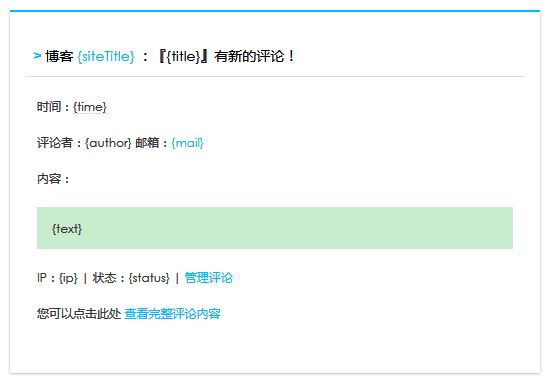 > 博客 {siteTitle} ：『{title}』有新的评论！
时间：{time}
评论者：{author} 邮箱：{mail}
内容：
{text}
IP：{ip} | 状态：{status} | 管理评论
您可以点击此处 查看完整评论内容